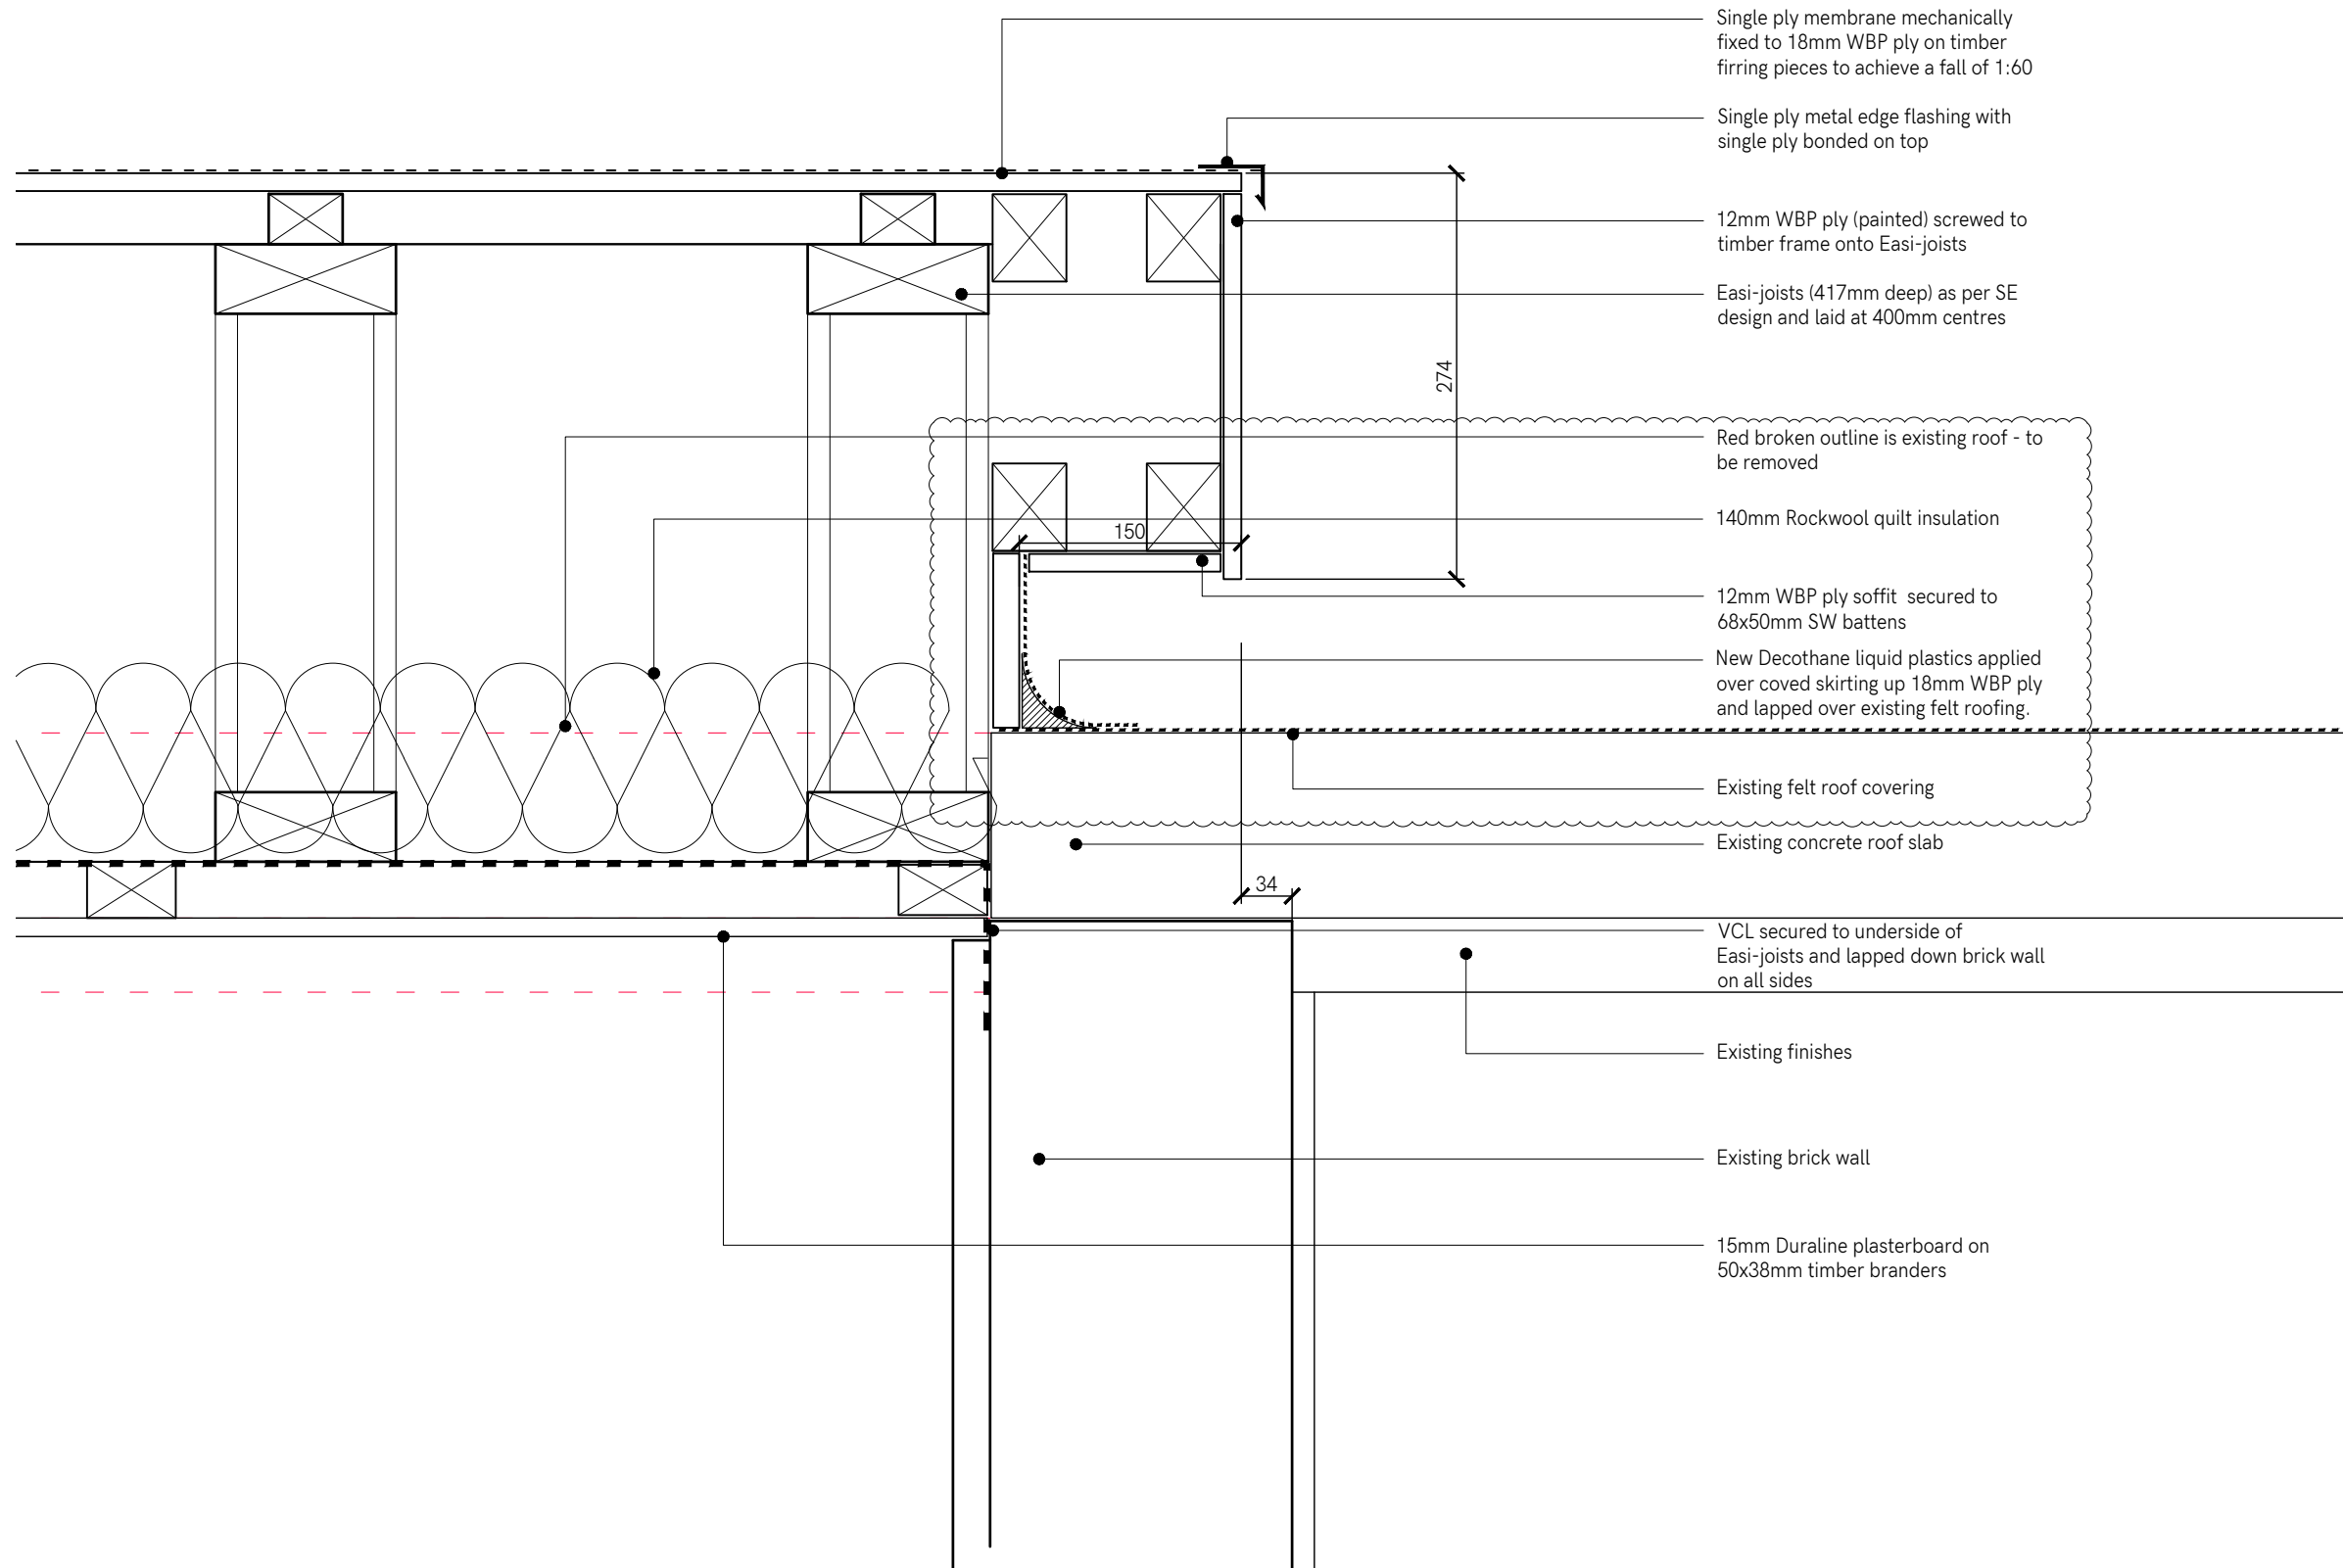 Single ply membrane mechanically
fixed to 18mm WBP ply on timber
firring pieces to achieve a fall of 1:60
Single ply metal edge flashing with
single ply bonded on top
12mm WBP ply (painted) screwed to
timber frame onto Easi-joists
Easi-joists (417mm deep) as per SE
design and laid at 400mm centres
274
Red broken outline is existing roof - to
be removed
140mm Rockwool quilt insulation
150
12mm WBP ply soffit secured to
68x50mm SW battens
New Decothane liquid plastics applied
over coved skirting up 18mm WBP ply
and lapped over existing felt roofing.
Existing felt roof covering
Existing concrete roof slab
34
VCL secured to underside of
Easi-joists and lapped down brick wall
on all sides
Existing finishes
Existing brick wall
15mm Duraline plasterboard on
50x38mm timber branders